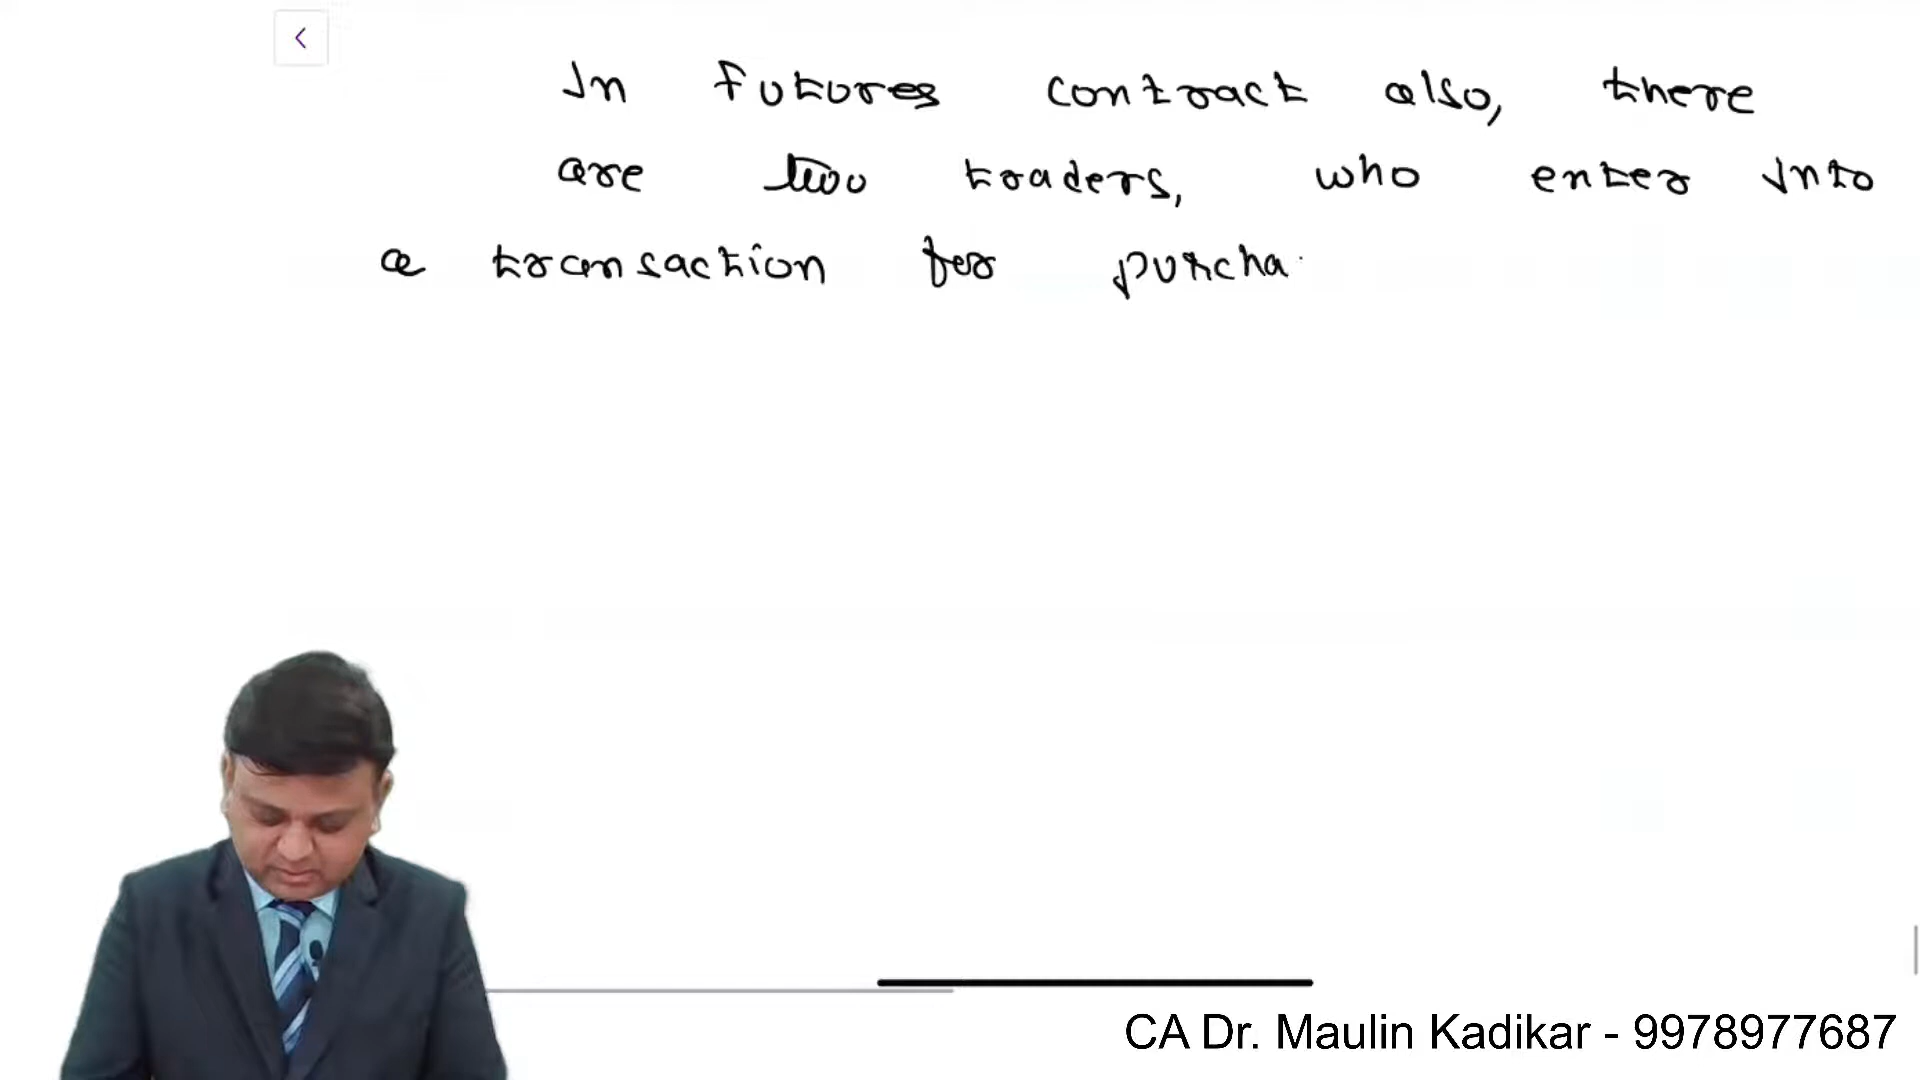 In Futures contract also, there
are two traders, who enter into
a transaction for purcha
CA Dr. Maulin Kadikar - 9978977687